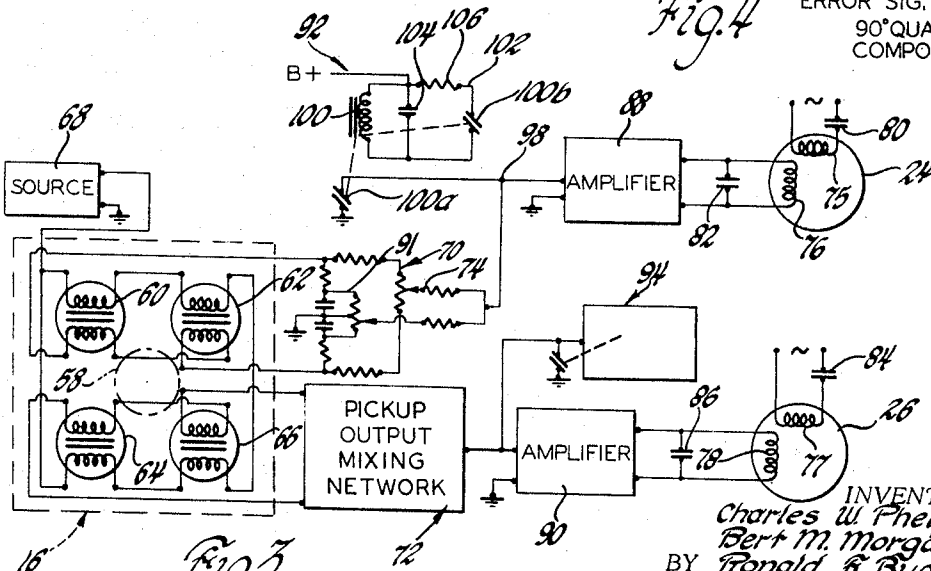 Fig. 4
ERROR SIG.
90° QUA
COMPO
92
104
106
102
B+
100
100b
100a
98
88
AMPLIFIER
80
75
24
82
76
68
SOURCE
60
62
91
70
74
58
64
66
94
84
86
26
PICKUP
OUTPUT
MIXING
NETWORK
AMPLIFIER
78
77
16
72
90
INVENT
Charles W. Phe
Bert M. Morga
BY Ronald F.